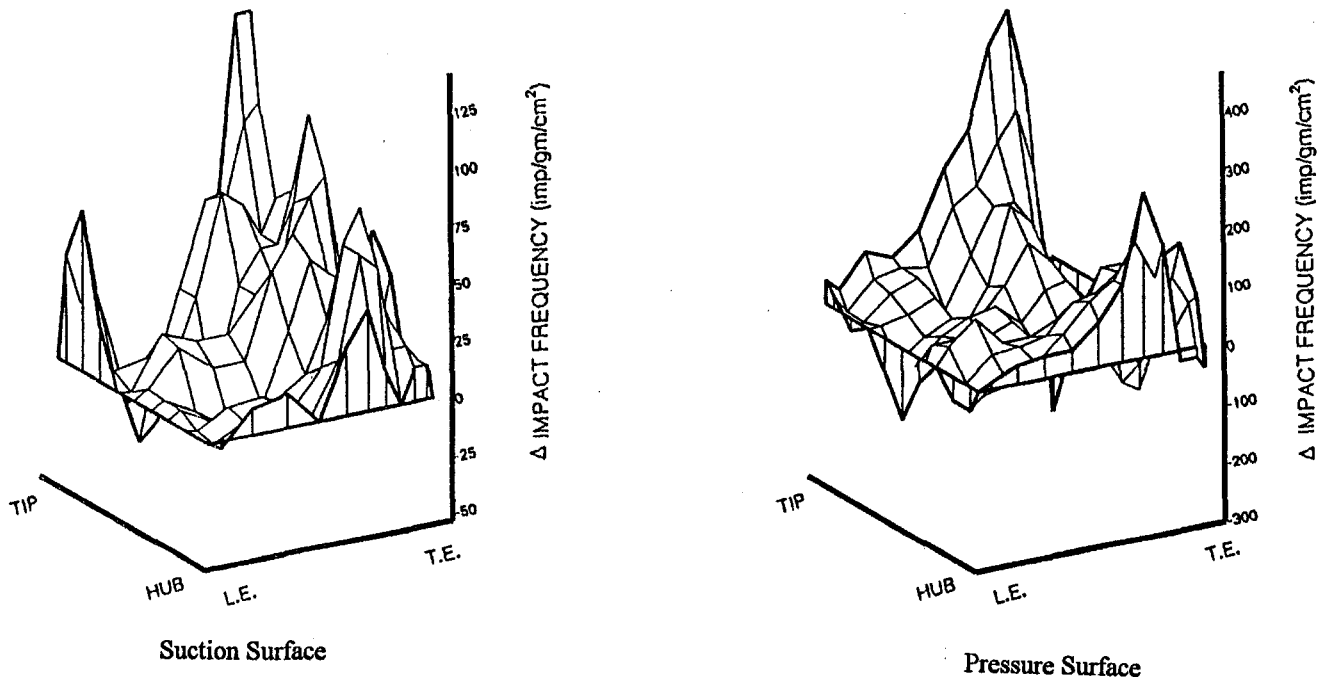 125
100
75
50
25
0
-25
-50
Δ IMPACT FREQUENCY (imp/gm/cm²)
TIP
HUB
L.E.
T.E.
Suction Surface
400
300
200
100
0
-100
-200
-300
Δ IMPACT FREQUENCY (imp/gm/cm²)
TIP
HUB
L.E.
T.E.
Pressure Surface